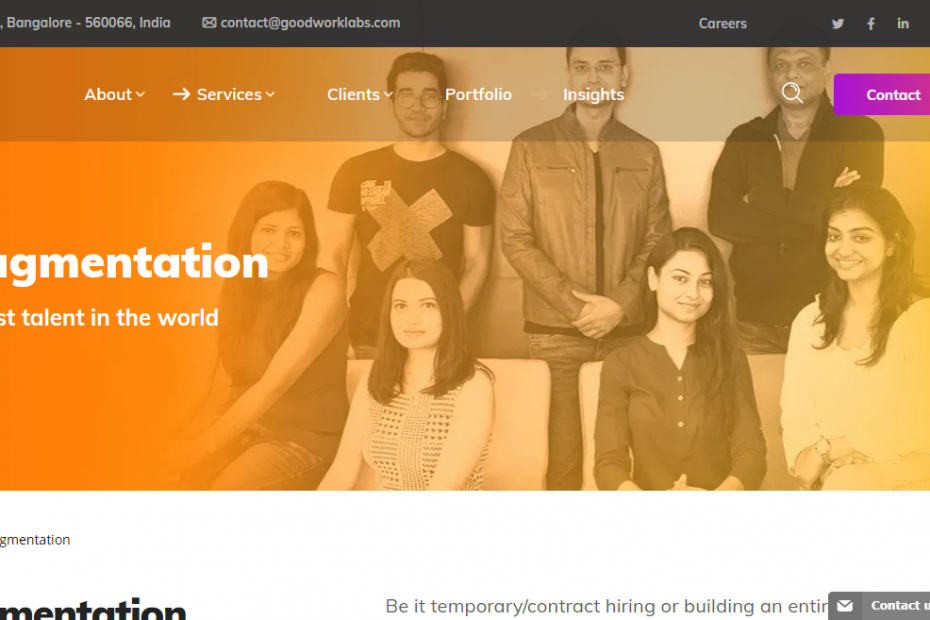 , Bangalore - 560066, India contact@goodworklabs.com Careers
About Services Clients Portfolio Insights Contact
ugmentation
st talent in the world
gmentation
mentation
Be it temporary/contract hiring or building an entir
Contact u